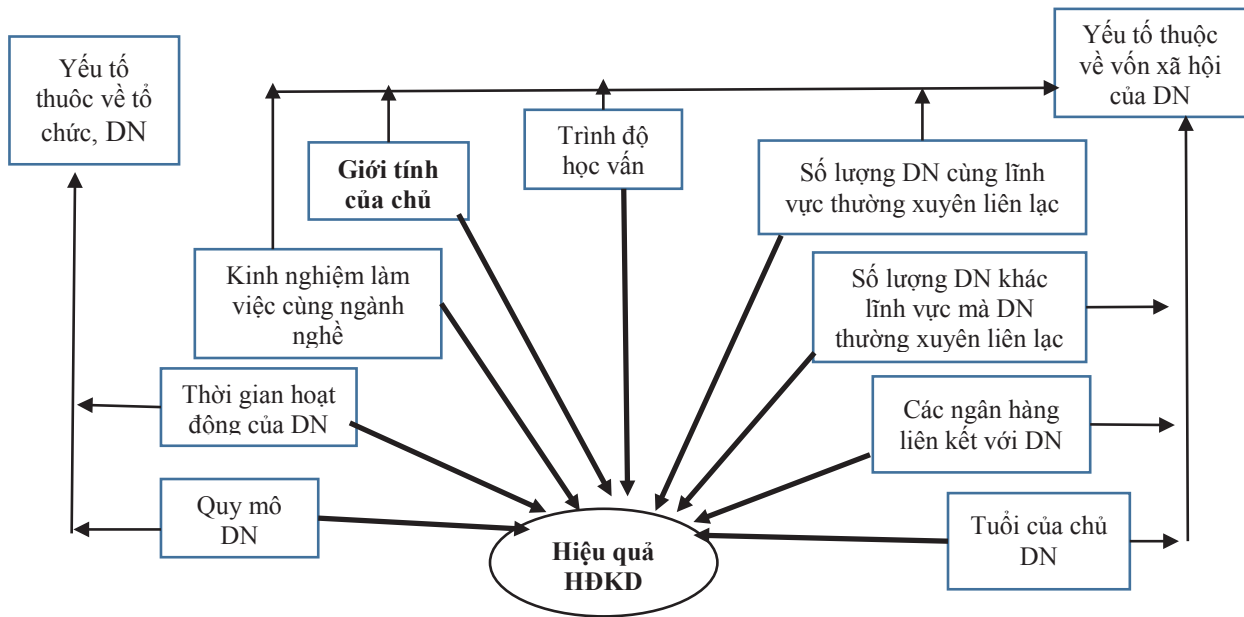 Yếu tố
thuôc về tổ
chức, DN
Yếu tố thuộc
về vốn xã hội
của DN
Trình độ
học vấn
Giới tính
của chủ
Số lượng DN cùng lĩnh
vực thường xuyên liên lạc
Kinh nghiệm làm
việc cùng ngành
nghề
Số lượng DN khác
lĩnh vực mà DN
thường xuyên liên lạc
Thời gian hoạt
đông của DN
Các ngân hàng
liên kết với DN
Quy mô
DN
Tuổi của chủ
DN
Hiệu quả
HĐKD